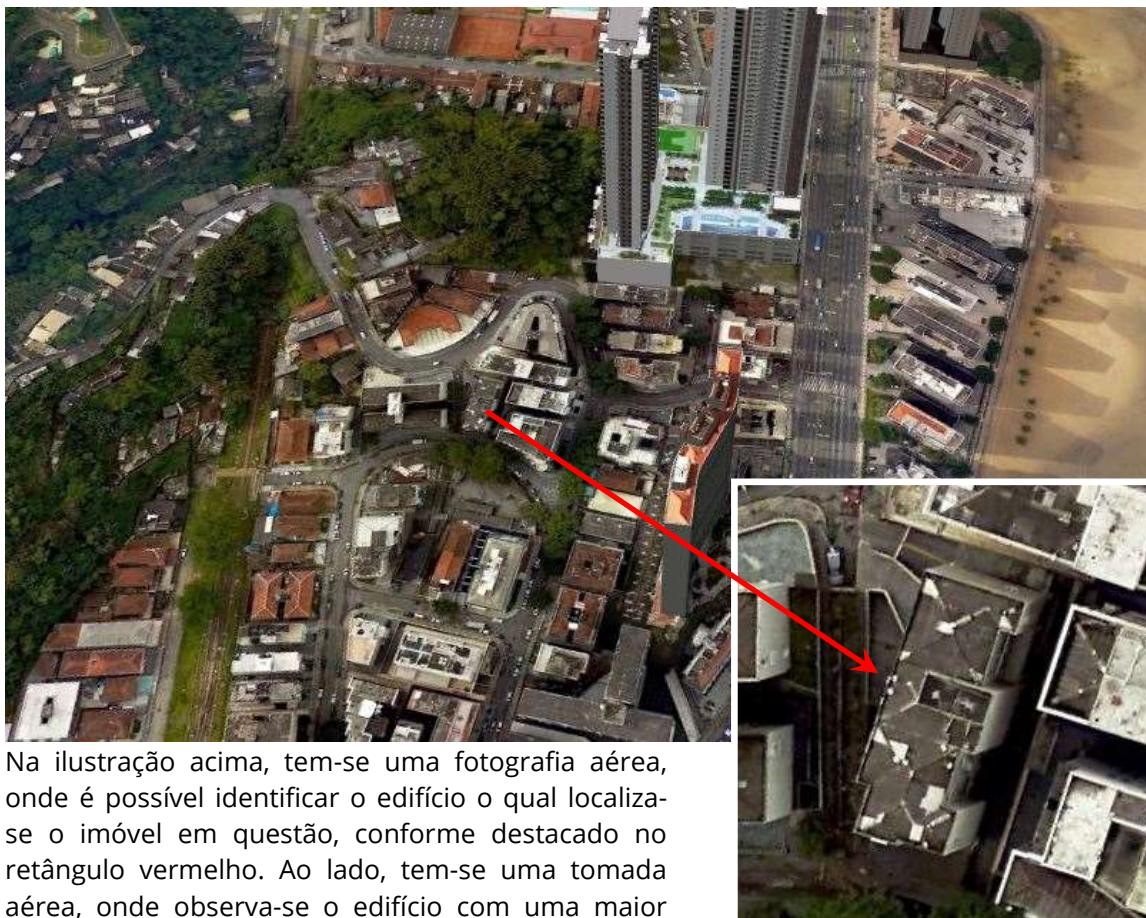 Na ilustração acima, tem-se uma fotografia aérea,
onde é possível identificar o edifício o qual localiza-
se o imóvel em questão, conforme destacado no
retângulo vermelho. Ao lado, tem-se uma tomada
aérea, onde observa-se o edifício com uma maior